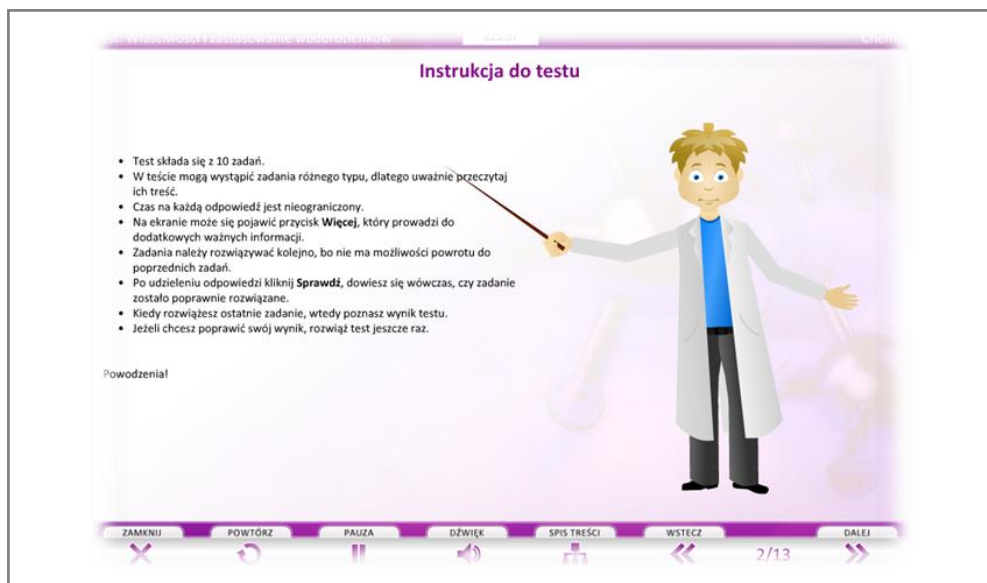 Właściwości i zastosowanie wodorotlenków
Instrukcja do testu
• Test składa się z 10 zadań.
• W teście mogą wystąpić zadania różnego typu, dlatego uważnie przeczytaj
ich treść.
• Czas na każdą odpowiedź jest nieograniczony.
• Na ekranie może się pojawić przycisk Więcej, który prowadzi do
dodatkowych ważnych informacji.
• Zadania należy rozwiązywać kolejno, bo nie ma możliwości powrotu do
poprzednich zadań.
• Po udzieleniu odpowiedzi kliknij Sprawdź, dowiesz się wówczas, czy zadanie
zostało poprawnie rozwiązane.
• Kiedy rozwiążesz ostatnie zadanie, wtedy poznasz wynik testu.
• Jeżeli chcesz poprawić swój wynik, rozwiąż test jeszcze raz.
Powodzenia!
ZAMKNIJ POWTÓRZ PAUZA DŹWIĘK SPIS TREŚCI WSTECZ DALEJ
2/13